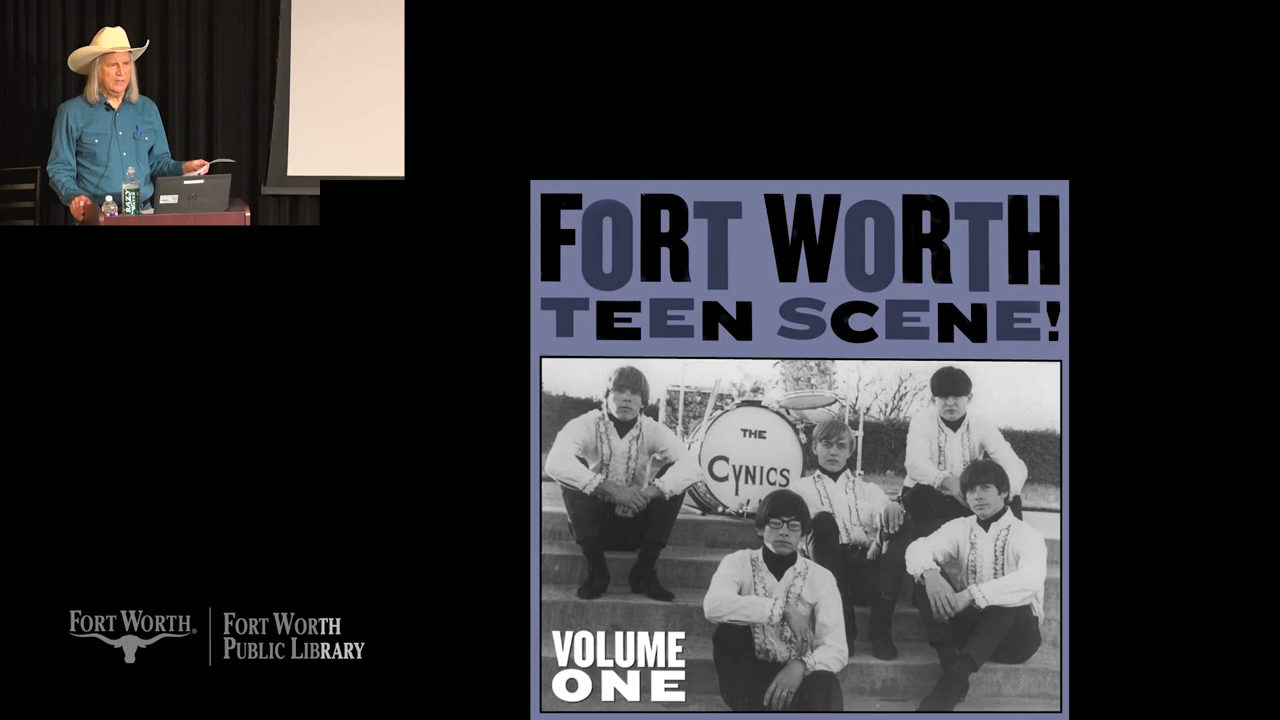 FORT WORTH
TEEN SCENE!
THE
CYNICS
VOLUME
ONE
FORT WORTH®
FORT WORTH
PUBLIC LIBRARY